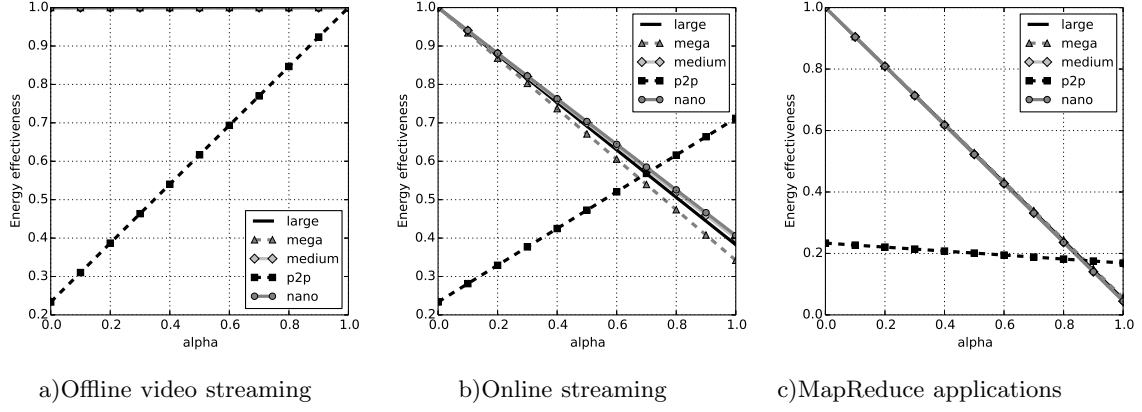 1.0
0.9
0.8
0.7
0.6
0.5
0.4
0.3
0.2
Energy effectiveness
0.0 0.2 0.4 0.6 0.8 1.0
alpha
large
mega
medium
p2p
nano
a)Offline video streaming
1.0
0.9
0.8
0.7
0.6
0.5
0.4
0.3
0.2
Energy effectiveness
0.0 0.2 0.4 0.6 0.8 1.0
alpha
large
mega
medium
p2p
nano
b)Online streaming
1.0
0.8
0.6
0.4
0.2
0.0
Energy effectiveness
0.0 0.2 0.4 0.6 0.8 1.0
alpha
large
mega
medium
p2p
nano
c)MapReduce applications